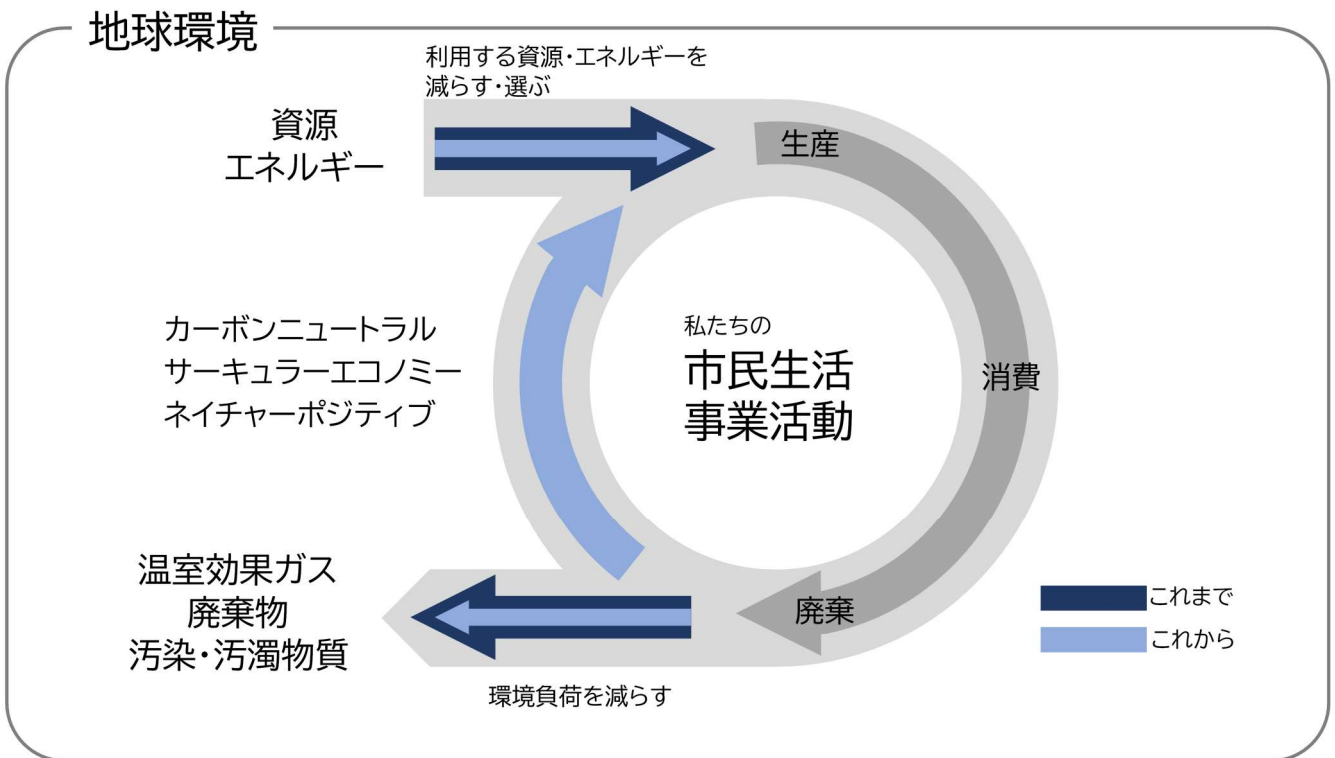 地球環境
利用する資源・エネルギーを
減らす・選ぶ
資源
エネルギー
生産
カーボンニュートラル
サーキュラーエコノミー
ネイチャーポジティブ
私たちの
市民生活
事業活動
消費
温室効果ガス
廃棄物
汚染・汚濁物質
廃棄
環境負荷を減らす
これまで
これから